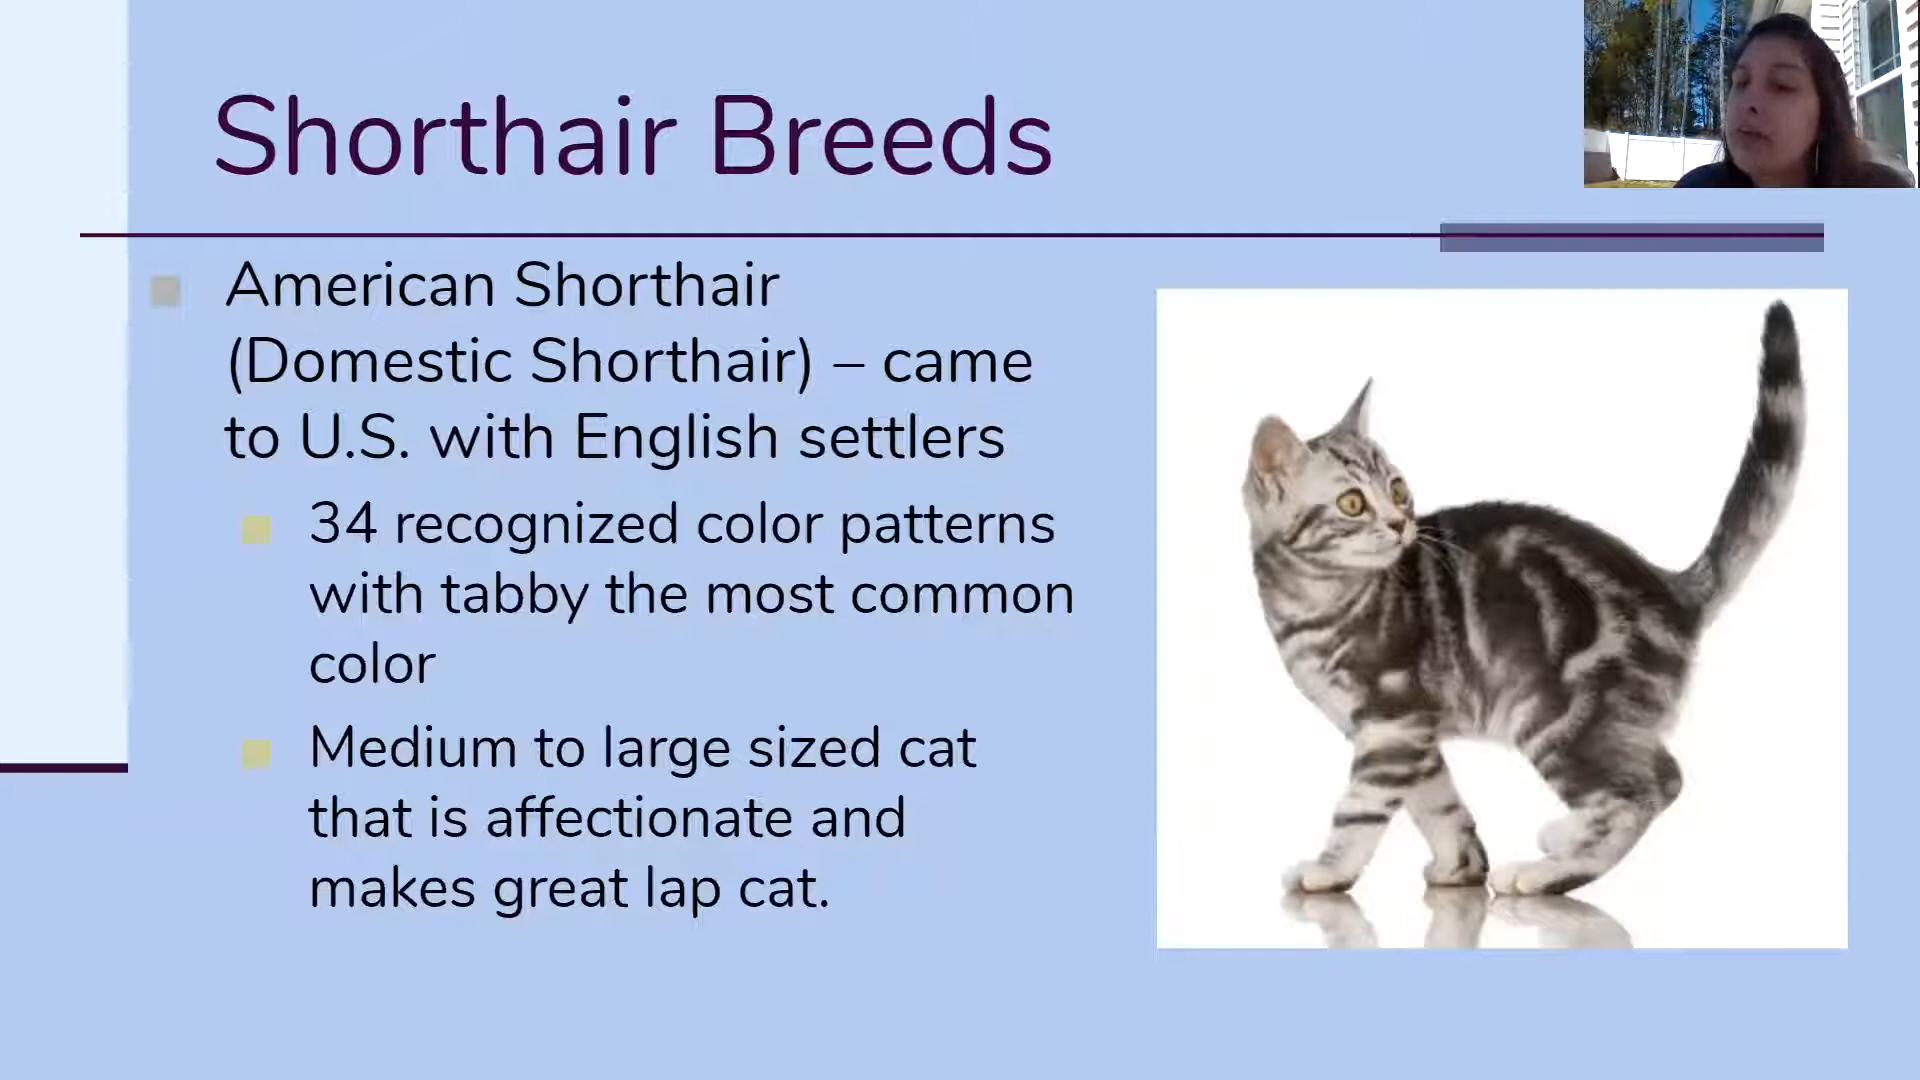 Shorthair Breeds
American Shorthair
(Domestic Shorthair) – came
to U.S. with English settlers
34 recognized color patterns
with tabby the most common
color
Medium to large sized cat
that is affectionate and
makes great lap cat.